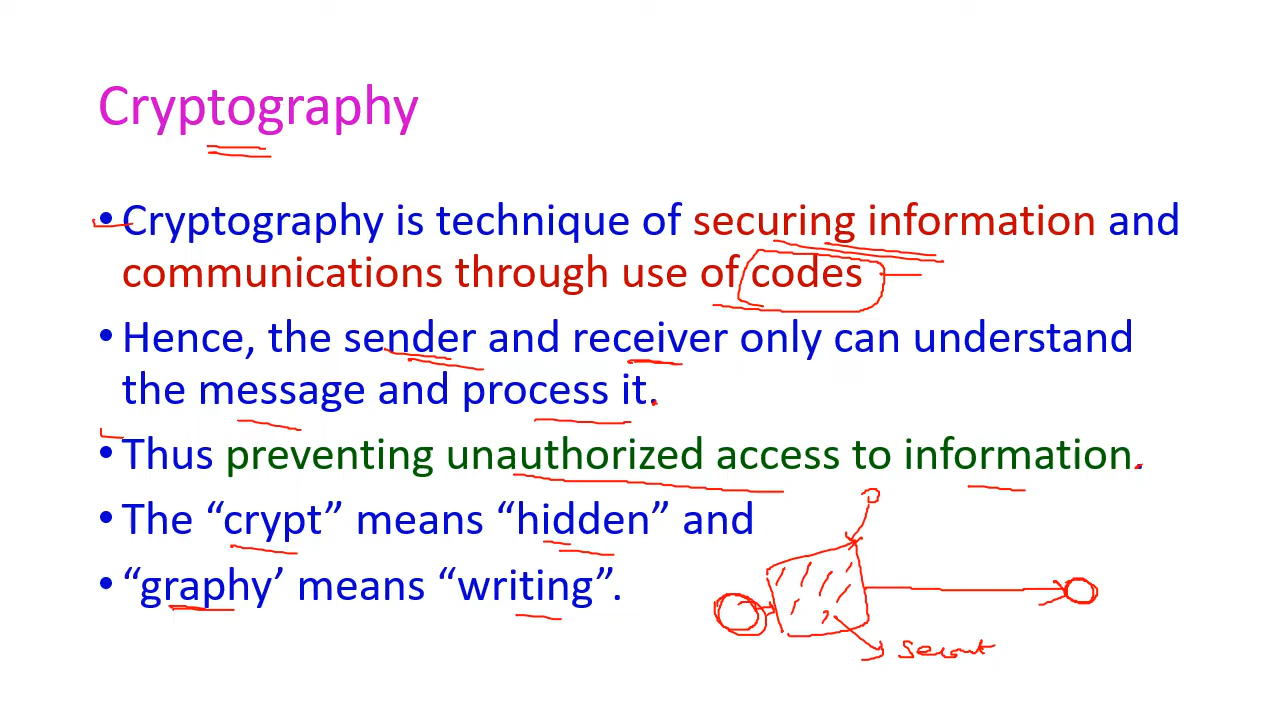 Cryptography
• Cryptography is technique of securing information and
communications through use of codes
• Hence, the sender and receiver only can understand
the message and process it.
• Thus preventing unauthorized access to information.
• The “crypt” means “hidden” and
• “graphy’ means “writing”.